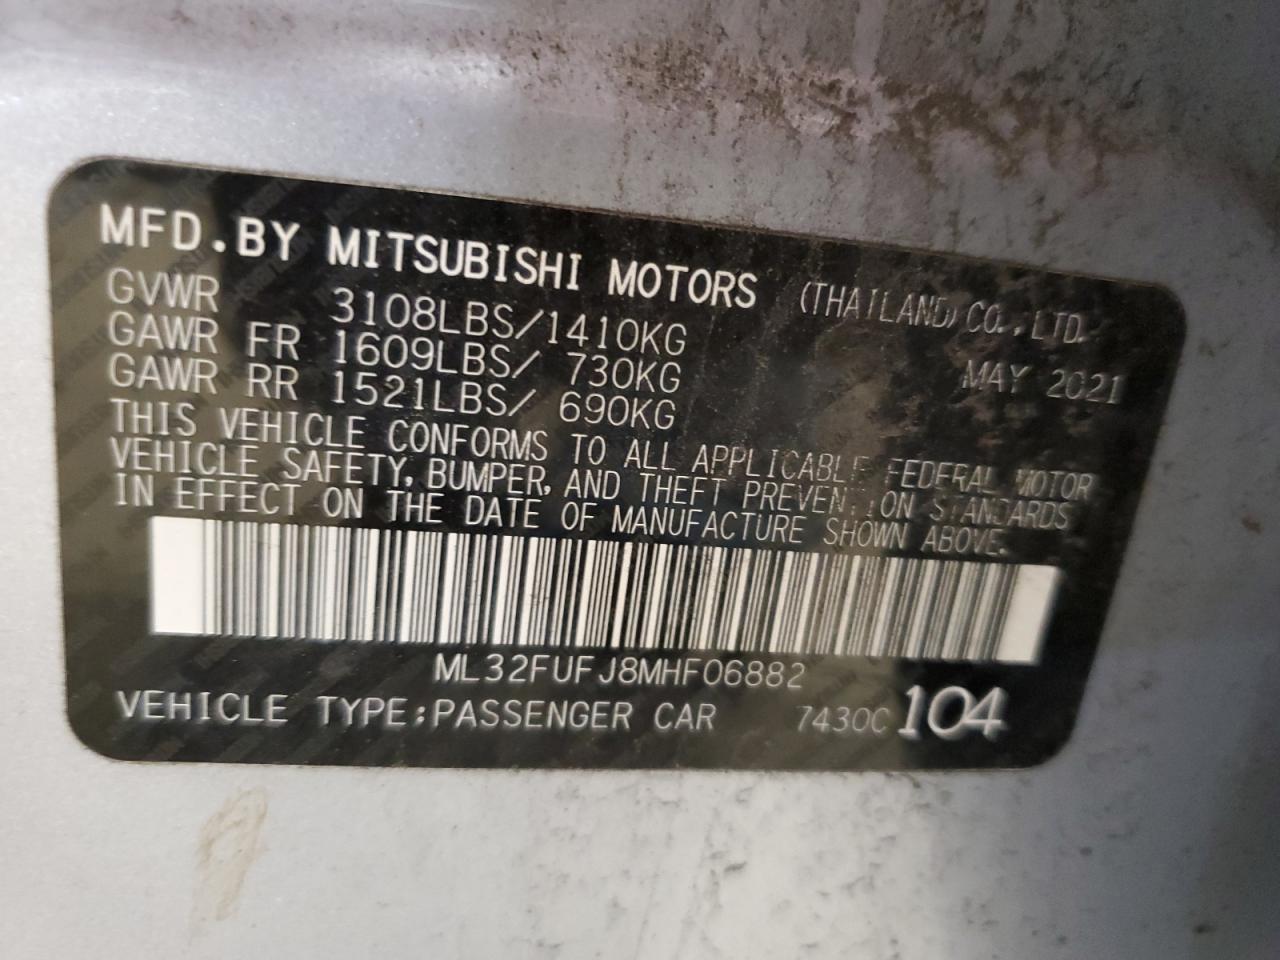 MFD.BY MITSUBISHI MOTORS (THAILAND) CO.,LTD.
GVWR 3108LBS/1410KG MAY 2021
GAWR FR 1609LBS/ 730KG
GAWR RR 1521LBS/ 690KG
THIS VEHICLE CONFORMS TO ALL APPLICABLE FEDERAL MOTOR
VEHICLE SAFETY, BUMPER, AND THEFT PREVENTION STANDARDS
IN EFFECT ON THE DATE OF MANUFACTURE SHOWN ABOVE.
ML32FUFJ8MHF06882
VEHICLE TYPE:PASSENGER CAR 7430C 104